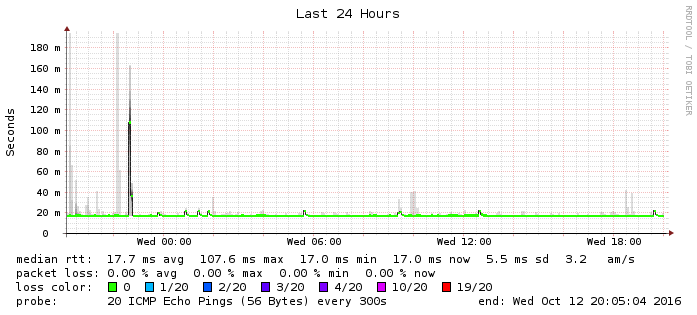 Last 24 Hours
RRDTOOL / TOBI OETIKER
Seconds
180 m
160 m
140 m
120 m
100 m
80 m
60 m
40 m
20 m
0
Wed 00:00 Wed 06:00 Wed 12:00 Wed 18:00
median rtt: 17.7 ms avg 107.6 ms max 17.0 ms min 17.0 ms now 5.5 ms sd 3.2 am/s
packet loss: 0.00 % avg 0.00 % max 0.00 % min 0.00 % now
loss color: 0 1/20 2/20 3/20 4/20 10/20 19/20
probe: 20 ICMP Echo Pings (56 Bytes) every 300s end: Wed Oct 12 20:05:04 2016